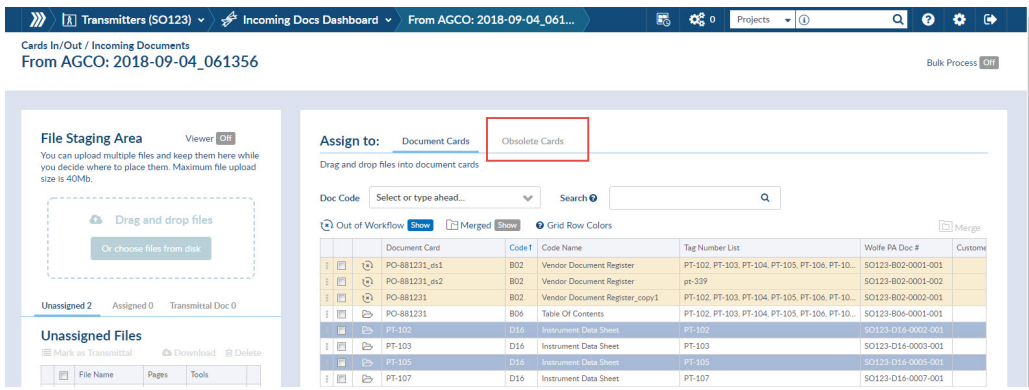 Transmitters (SO123) Incoming Docs Dashboard From AGCO: 2018-09-04_061... 0 Projects
Cards In/Out / Incoming Documents
From AGCO: 2018-09-04_061356
Bulk Process Off
File Staging Area Viewer Off
You can upload multiple files and keep them here while
you decide where to place them. Maximum file upload
size is 40Mb.
Drag and drop files
Or choose files from disk
Unassigned 2 Assigned 0 Transmittal Doc 0
Unassigned Files
Mark as Transmittal Download Delete
File Name Pages Tools
Assign to: Document Cards Obsolete Cards
Drag and drop files into document cards
Doc Code Select or type ahead... Search
Out of Workflow Show Merged Show Grid Row Colors Merge
Document Card Code Code Name Tag Number List Wolfe PA Doc # Custome
PO-881231_ds1 B02 Vendor Document Register PT-102, PT-103, PT-104, PT-105, PT-106, PT-10... SO123-B02-0001-001
PO-881231_ds2 B02 Vendor Document Register pt-339 SO123-B02-0001-002
PO-881231 B02 Vendor Document Register_copy1 PT-102, PT-103, PT-104, PT-105, PT-106, PT-10... SO123-B02-0002-001
PO-881231 B06 Table Of Contents PT-102, PT-103, PT-104, PT-105, PT-106, PT-10... SO123-B06-0001-001
PT-102 D16 Instrument Data Sheet PT-102 SO123-D16-0002-001
PT-103 D16 Instrument Data Sheet PT-103 SO123-D16-0003-001
PT-105 D16 Instrument Data Sheet PT-105 SO123-D16-0005-001
PT-107 D16 Instrument Data Sheet PT-107 SO123-D16-0007-001